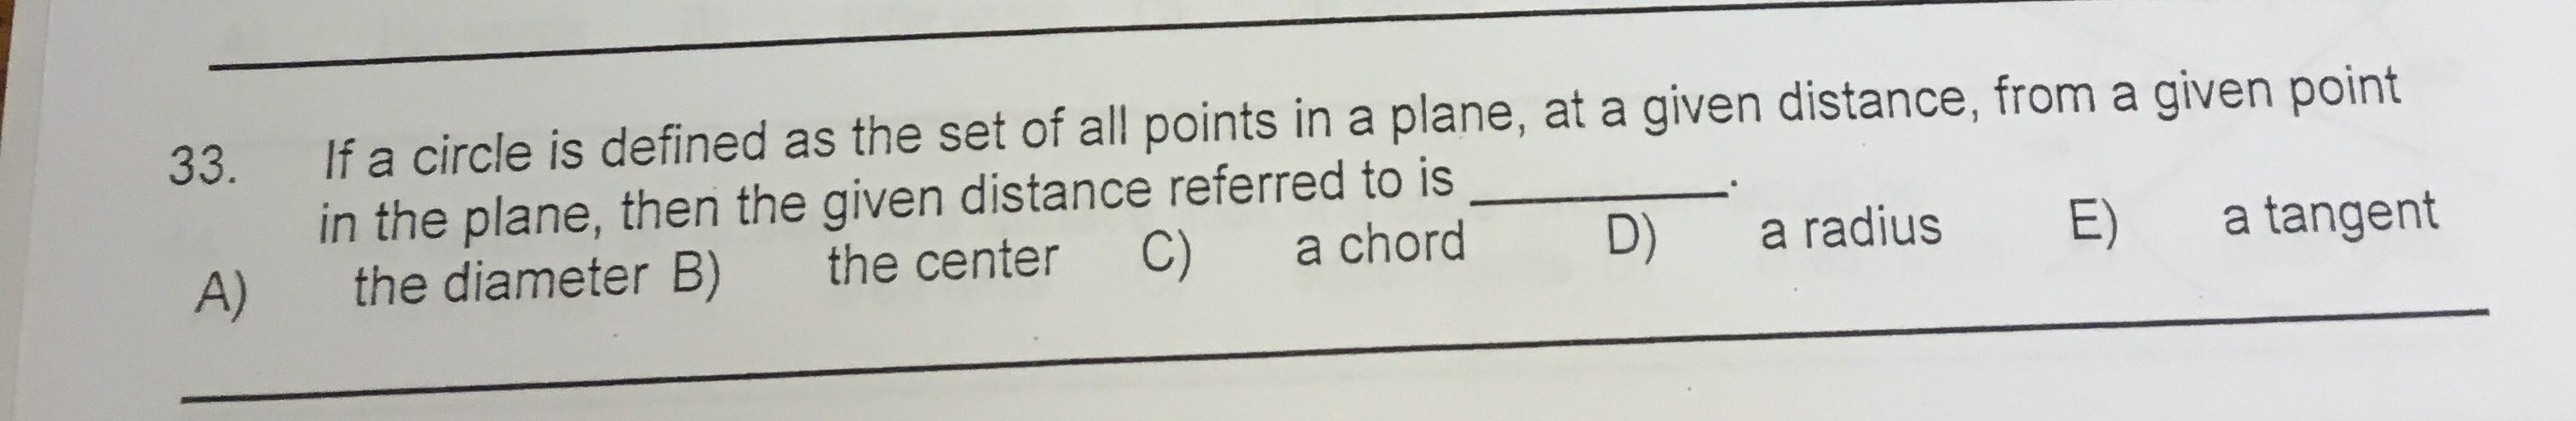 33. If a circle is defined as the set of all points in a plane, at a given distance, from a given point
in the plane, then the given distance referred to is __________.
A) the diameter B) the center C) a chord D) a radius E) a tangent